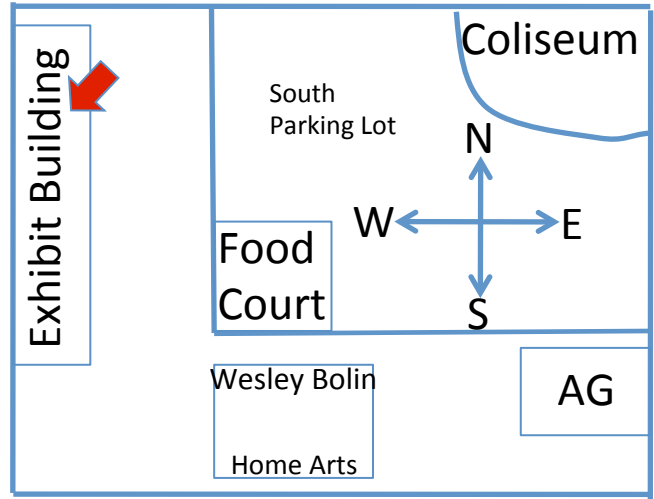 Coliseum
Exhibit Building
South
Parking Lot
N
W
E
S
Food
Court
Wesley Bolin
Home Arts
AG